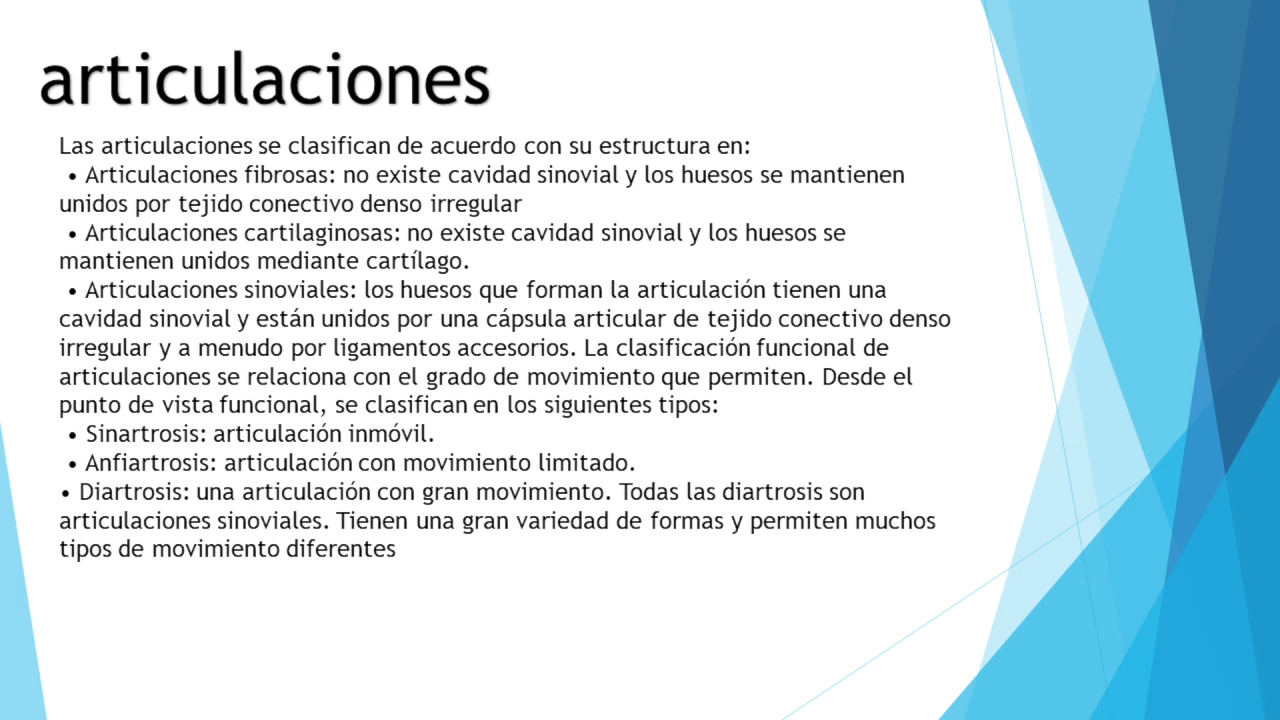 articulaciones
Las articulaciones se clasifican de acuerdo con su estructura en:
• Articulaciones fibrosas: no existe cavidad sinovial y los huesos se mantienen
unidos por tejido conectivo denso irregular
• Articulaciones cartilaginosas: no existe cavidad sinovial y los huesos se
mantienen unidos mediante cartílago.
• Articulaciones sinoviales: los huesos que forman la articulación tienen una
cavidad sinovial y están unidos por una cápsula articular de tejido conectivo denso
irregular y a menudo por ligamentos accesorios. La clasificación funcional de
articulaciones se relaciona con el grado de movimiento que permiten. Desde el
punto de vista funcional, se clasifican en los siguientes tipos:
• Sinartrosis: articulación inmóvil.
• Anfiartrosis: articulación con movimiento limitado.
• Diartrosis: una articulación con gran movimiento. Todas las diartrosis son
articulaciones sinoviales. Tienen una gran variedad de formas y permiten muchos
tipos de movimiento diferentes